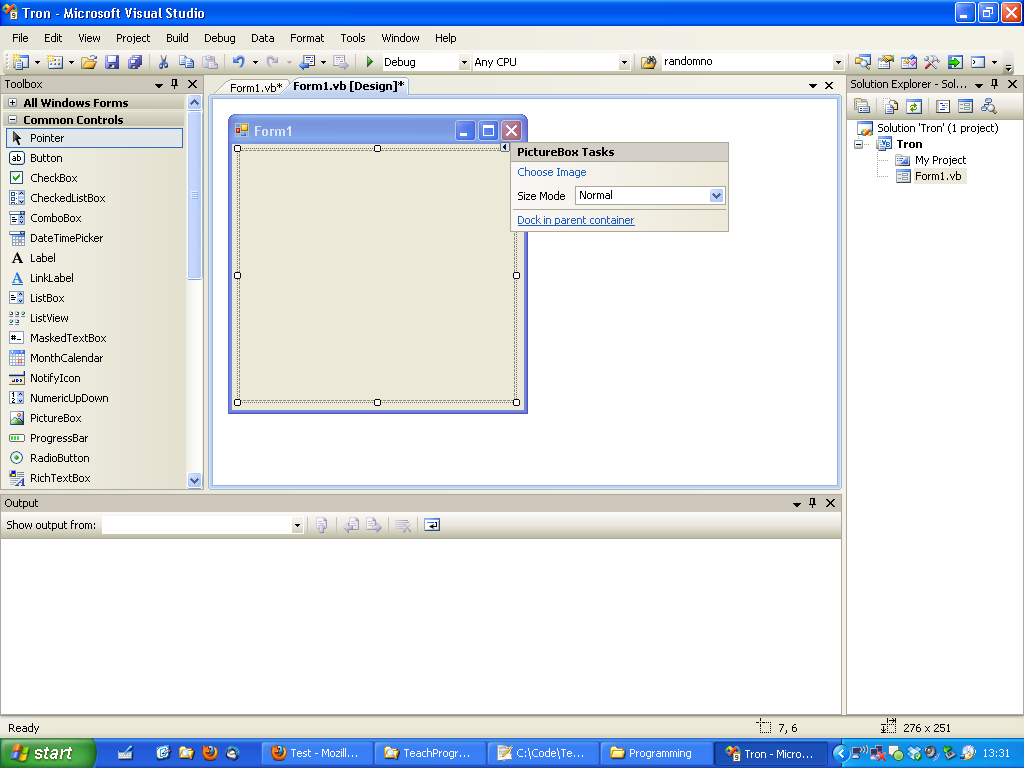 Tron - Microsoft Visual Studio
File Edit View Project Build Debug Data Format Tools Window Help
Debug Any CPU randomno
Toolbox
All Windows Forms
Common Controls
Pointer
ab Button
CheckBox
CheckedListBox
ComboBox
DateTimePicker
A Label
A LinkLabel
ListBox
ListView
#- MaskedTextBox
MonthCalendar
NotifyIcon
NumericUpDown
PictureBox
ProgressBar
RadioButton
RichTextBox
Form1.vb* Form1.vb [Design]*
Form1
PictureBox Tasks
Choose Image
Size Mode Normal
Dock in parent container
Solution Explorer - Sol...
Solution 'Tron' (1 project)
Tron
My Project
Form1.vb
Output
Show output from:
Ready 7, 6 276 x 251
start Test - Mozill... TeachProgr... C:\Code\Te... Programming Tron - Micro... 13:31